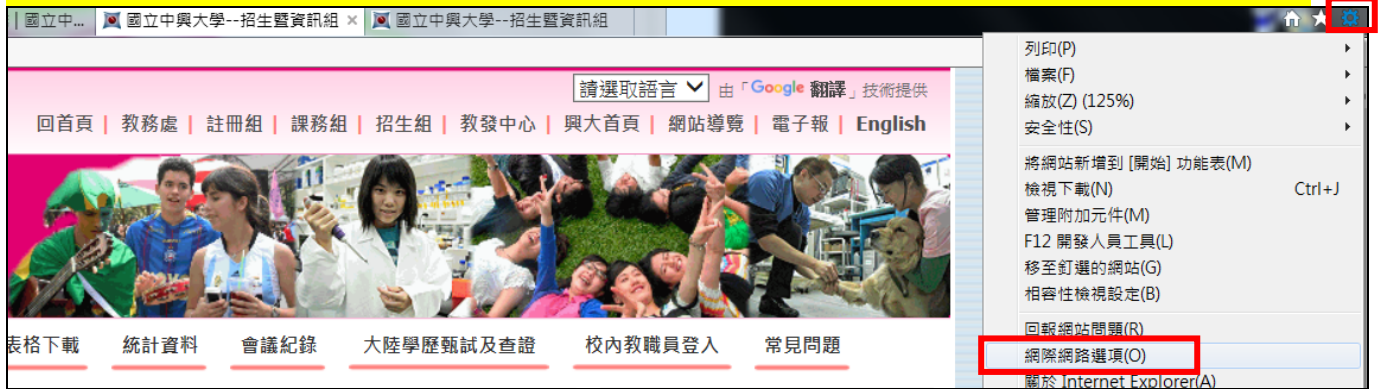 國立中... 國立中興大學--招生暨資訊組 × 國立中興大學--招生暨資訊組
請選取語言 由「Google 翻譯」技術提供
回首頁 | 教務處 | 註冊組 | 課務組 | 招生組 | 教發中心 | 興大首頁 | 網站導覽 | 電子報 | English
表格下載 統計資料 會議紀錄 大陸學歷甄試及查證 校內教職員登入 常見問題
列印(P)
檔案(F)
縮放(Z) (125%)
安全性(S)
將網站新增到 [開始] 功能表(M)
檢視下載(N) Ctrl+J
管理附加元件(M)
F12 開發人員工具(L)
移至釘選的網站(G)
相容性檢視設定(B)
回報網站問題(R)
網際網路選項(O)
關於 Internet Explorer(A)